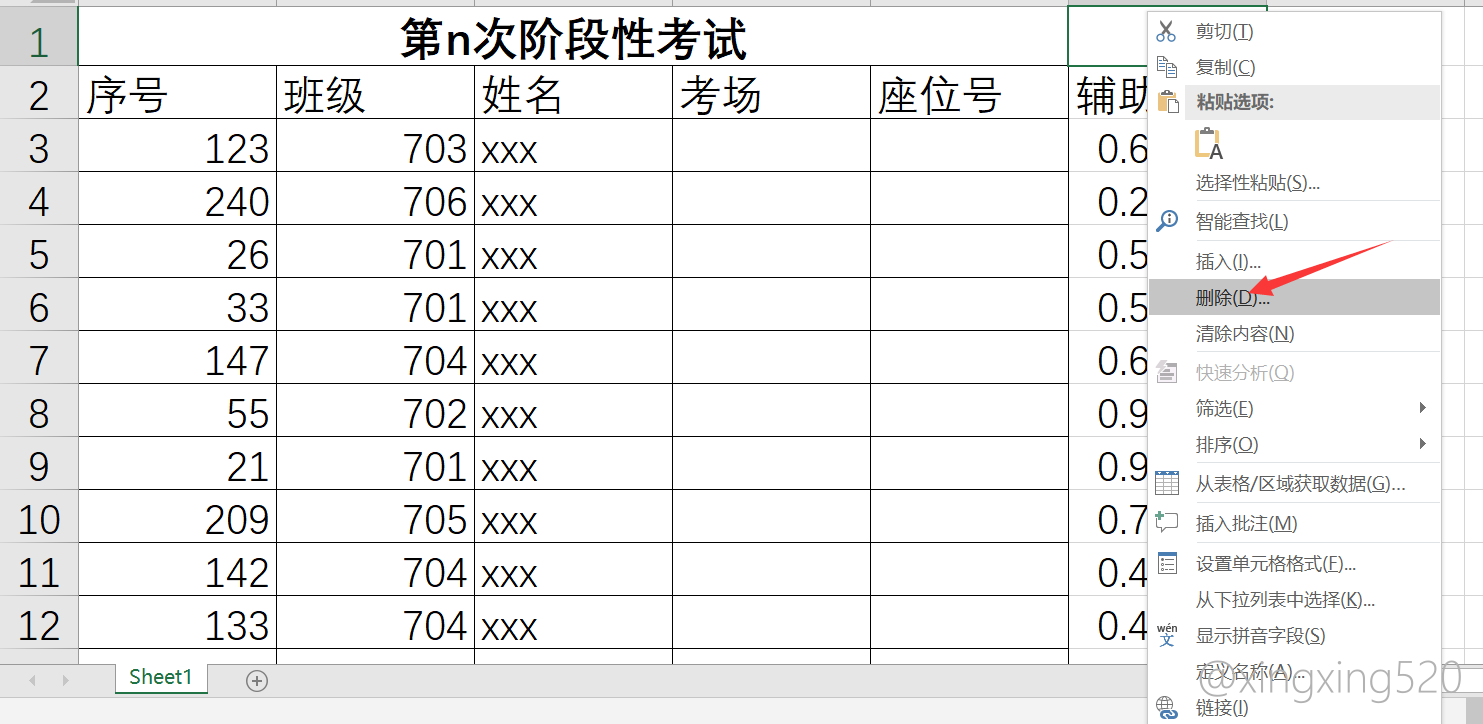 1 第n次阶段性考试
2 序号 班级 姓名 考场 座位号 辅助
3 123 703 xxx 0.6
4 240 706 xxx 0.2
5 26 701 xxx 0.5
6 33 701 xxx 0.5
7 147 704 xxx 0.6
8 55 702 xxx 0.9
9 21 701 xxx 0.9
10 209 705 xxx 0.7
11 142 704 xxx 0.4
12 133 704 xxx 0.4
Sheet1
剪切(T)
复制(C)
粘贴选项:
A
选择性粘贴(S)...
智能查找(L)
插入(I)...
删除(D)...
清除内容(N)
快速分析(Q)
筛选(E)
排序(O)
从表格/区域获取数据(G)...
插入批注(M)
设置单元格格式(F)...
从下拉列表中选择(K)...
wén
文
显示拼音字段(S)
定义名称(A)...
链接(I)
@xingxing520